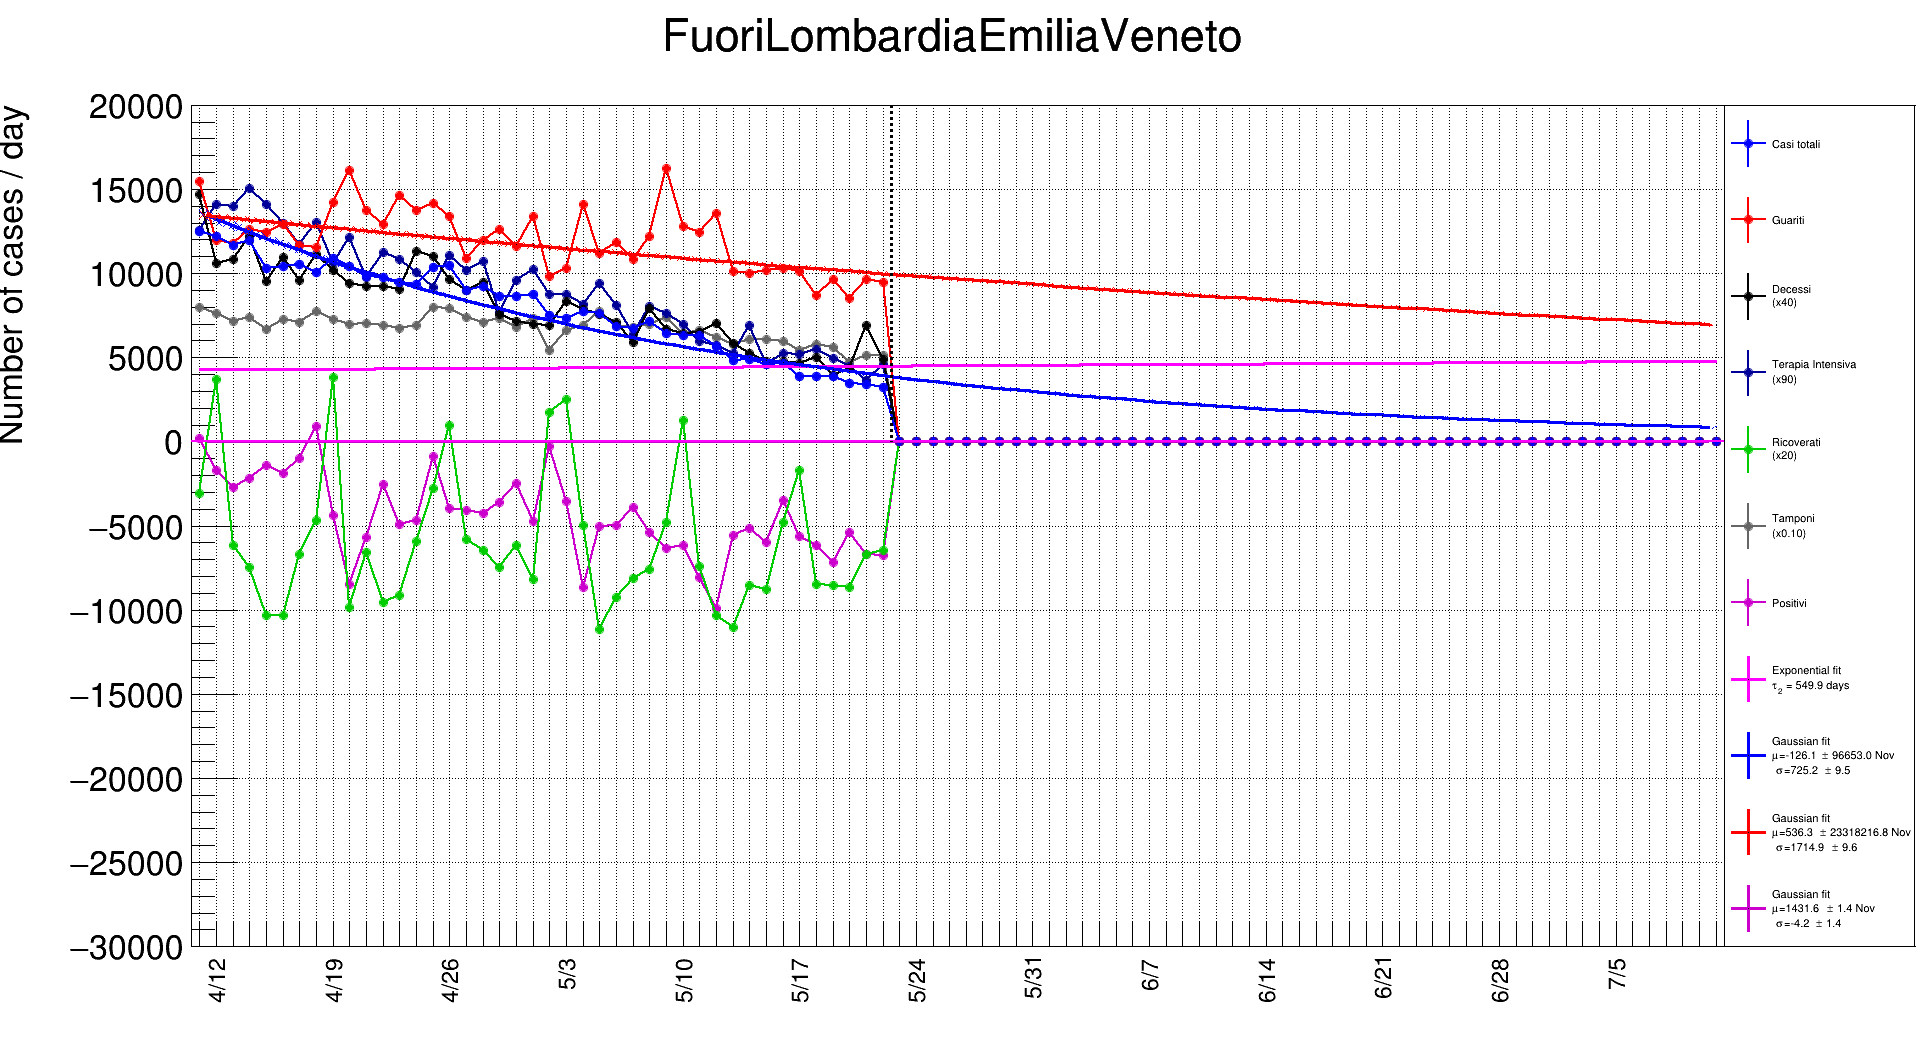 FuoriLombardiaEmiliaVeneto
Number of cases / day
20000
15000
10000
5000
0
−5000
−10000
−15000
−20000
−25000
−30000
4/12
4/19
4/26
5/3
5/10
5/17
5/24
5/31
6/7
6/14
6/21
6/28
7/5
Casi totali
Guariti
Decessi
(x40)
Terapia Intensiva
(x90)
Ricoverati
(x20)
Tamponi
(x0.10)
Positivi
Exponential fit
τ2 = 549.9 days
Gaussian fit
μ=-126.1 ± 96653.0 Nov
σ=725.2 ± 9.5
Gaussian fit
μ=536.3 ± 23318216.8 Nov
σ=1714.9 ± 9.6
Gaussian fit
μ=1431.6 ± 1.4 Nov
σ=-4.2 ± 1.4